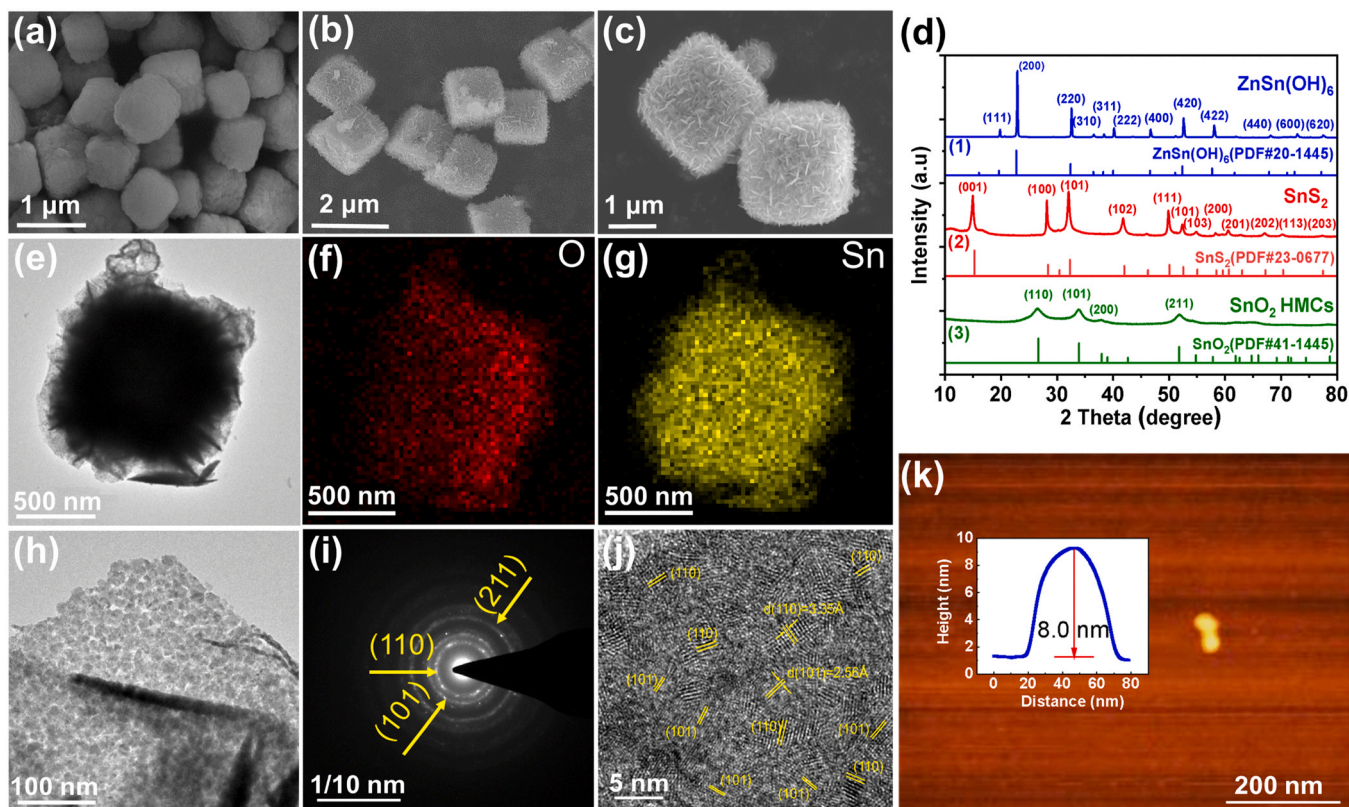 (a)
1 μm
(b)
2 μm
(c)
1 μm
(d)
Intensity (a.u)
(200)
ZnSn(OH)6
(111)
(220)
(310)
(311)
(222)
(400)
(420)
(422)
(440)
(600)
(620)
(1)
ZnSn(OH)6(PDF#20-1445)
(001)
(100)
(101)
SnS2
(102)
(111)
(101)
(103)
(200)
(201)
(202)
(113)
(203)
(2)
SnS2(PDF#23-0677)
(110)
(101)
(200)
(211)
SnO2 HMCs
(3)
SnO2(PDF#41-1445)
10 20 30 40 50 60 70 80
2 Theta (degree)
(e)
500 nm
(f)
O
500 nm
(g)
Sn
500 nm
(h)
100 nm
(i)
(211)
(110)
(101)
1/10 nm
(j)
(110)
(110)
d(110)=3.35Å
(110)
(101)
d(101)=2.56Å
(101)
(110)
(101)
(101)
(101)
(110)
5 nm
(k)
Height (nm)
10
8
6
4
2
0
8.0 nm
0 20 40 60 80
Distance (nm)
200 nm